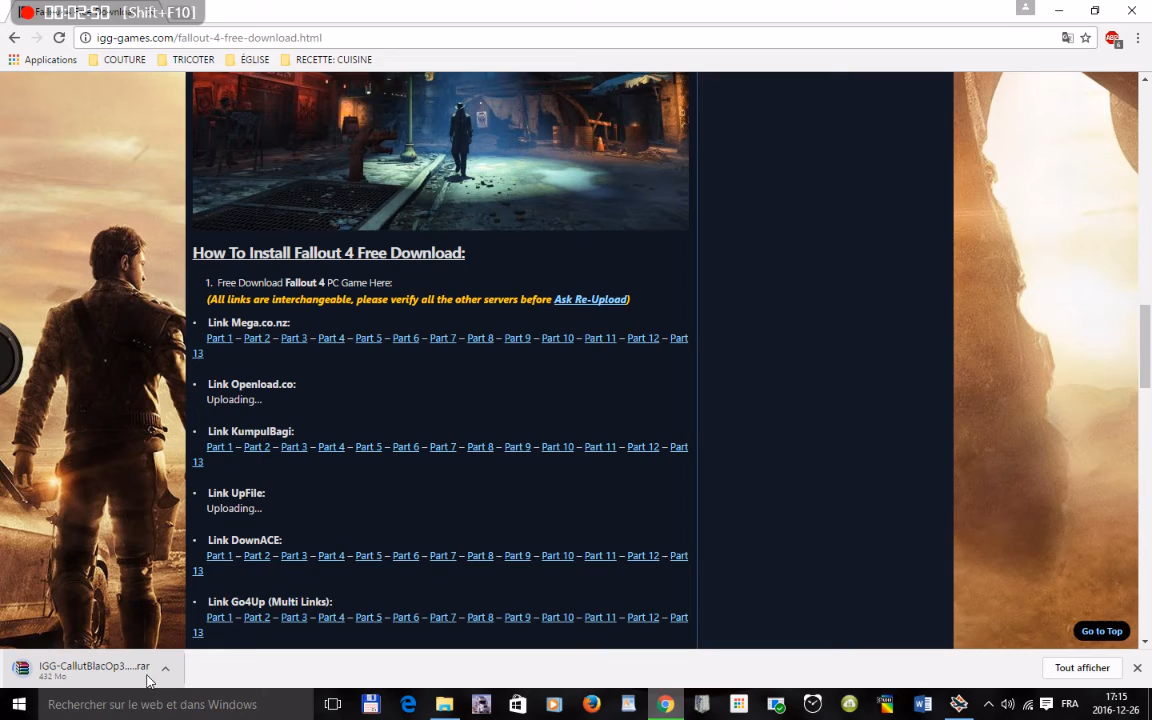 00:02:50 [Shift+F10]
igg-games.com/fallout-4-free-download.html
ABP
6
Applications COUTURE TRICOTER ÉGLISE RECETTE: CUISINE
How To Install Fallout 4 Free Download:
1. Free Download Fallout 4 PC Game Here:
(All links are interchangeable, please verify all the other servers before Ask Re-Upload)
• Link Mega.co.nz:
Part 1 – Part 2 – Part 3 – Part 4 – Part 5 – Part 6 – Part 7 – Part 8 – Part 9 – Part 10 – Part 11 – Part 12 – Part
13
• Link Openload.co:
Uploading...
• Link KumpulBagi:
Part 1 – Part 2 – Part 3 – Part 4 – Part 5 – Part 6 – Part 7 – Part 8 – Part 9 – Part 10 – Part 11 – Part 12 – Part
13
• Link UpFile:
Uploading...
• Link DownACE:
Part 1 – Part 2 – Part 3 – Part 4 – Part 5 – Part 6 – Part 7 – Part 8 – Part 9 – Part 10 – Part 11 – Part 12 – Part
13
• Link Go4Up (Multi Links):
Part 1 – Part 2 – Part 3 – Part 4 – Part 5 – Part 6 – Part 7 – Part 8 – Part 9 – Part 10 – Part 11 – Part 12 – Part
13
Go to Top
IGG-CallutBlacOp3.....rar
432 Mo
Tout afficher
Rechercher sur le web et dans Windows
FRA
17:15
2016-12-26